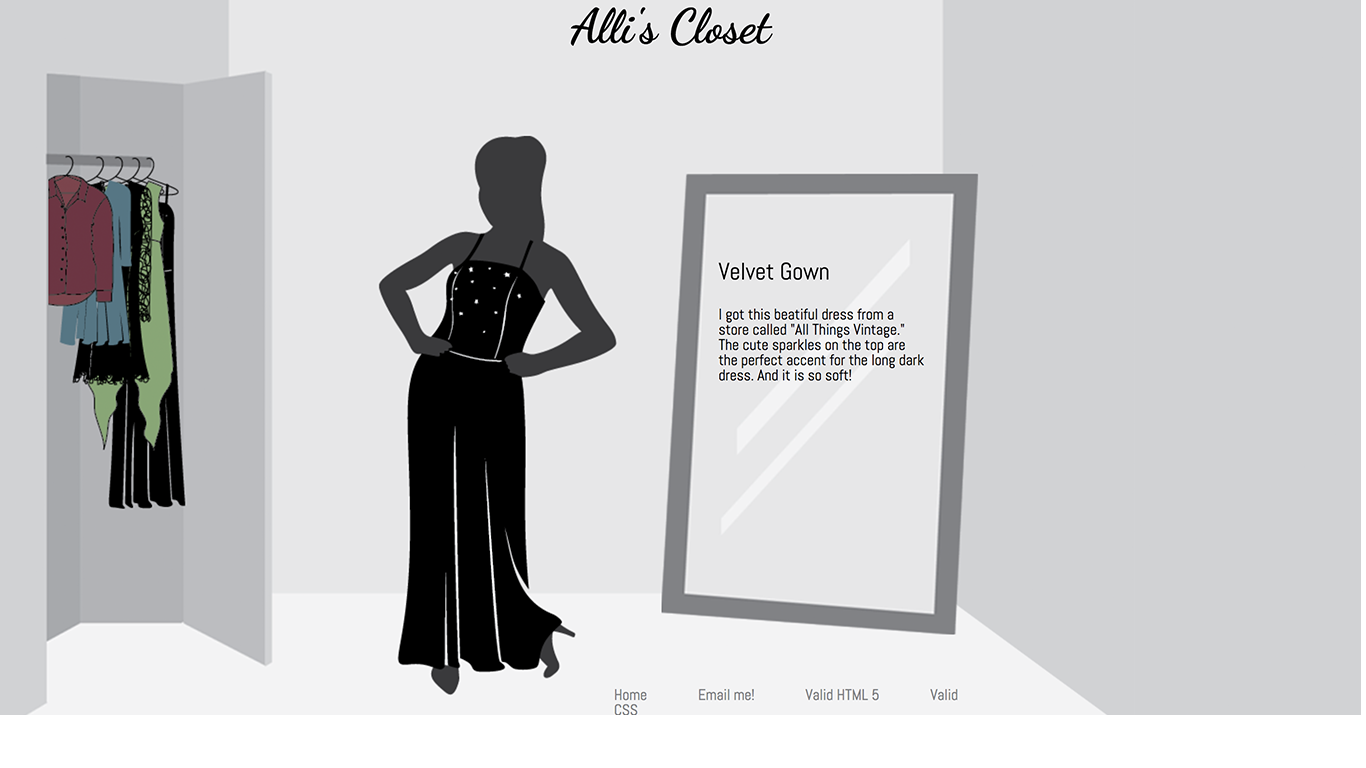 Alli's Closet
Velvet Gown
I got this beatiful dress from a
store called "All Things Vintage."
The cute sparkles on the top are
the perfect accent for the long dark
dress. And it is so soft!
Home Email me! Valid HTML 5 Valid
CSS